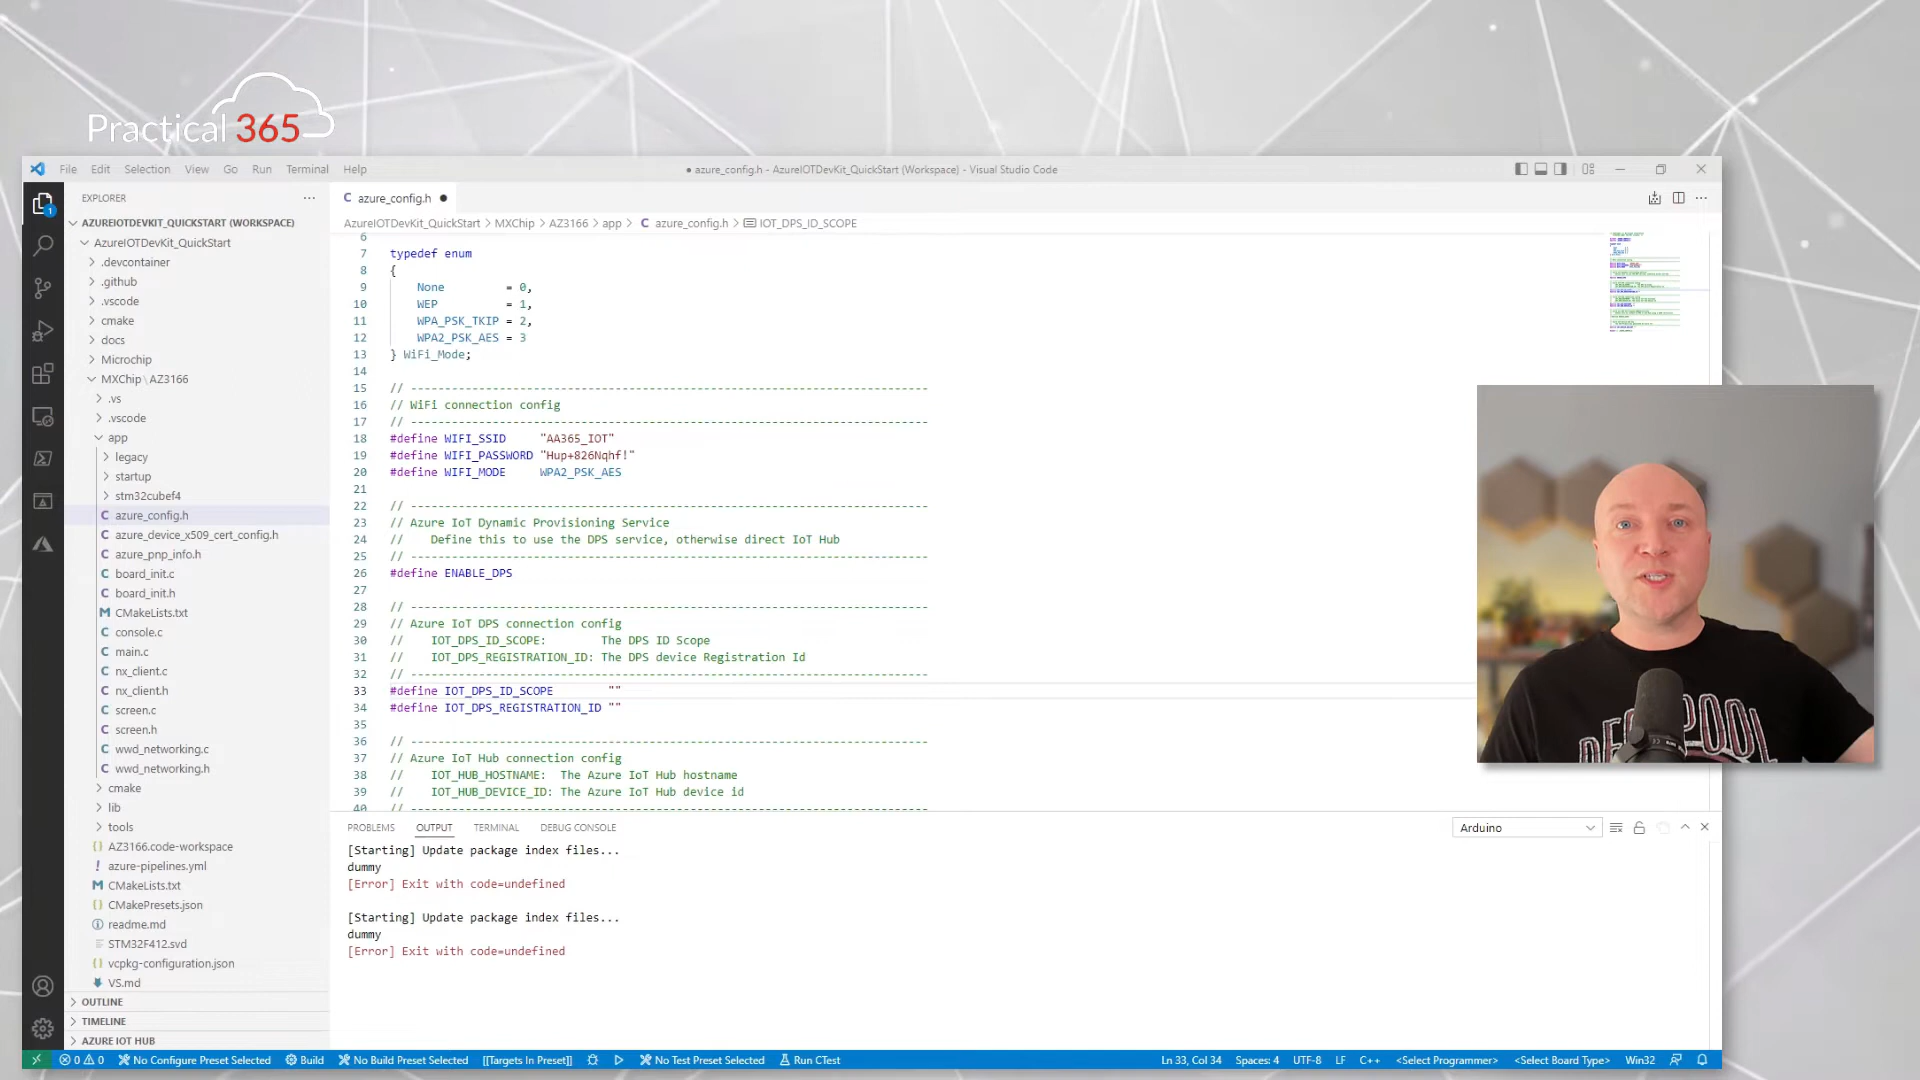 Practical 365
File Edit Selection View Go Run Terminal Help
● azure_config.h - AzureIOTDevKit_QuickStart (Workspace) - Visual Studio Code
EXPLORER
AZUREIOTDEVKIT_QUICKSTART (WORKSPACE)
AzureIOTDevKit_QuickStart
.devcontainer
.github
.vscode
cmake
docs
Microchip
MXChip \ AZ3166
.vs
.vscode
app
legacy
startup
stm32cubef4
C azure_config.h
C azure_device_x509_cert_config.h
C azure_pnp_info.h
C board_init.c
C board_init.h
M CMakeLists.txt
C console.c
C main.c
C nx_client.c
C nx_client.h
C screen.c
C screen.h
C wwd_networking.c
C wwd_networking.h
cmake
lib
tools
{} AZ3166.code-workspace
! azure-pipelines.yml
M CMakeLists.txt
{} CMakePresets.json
readme.md
STM32F412.svd
{} vcpkg-configuration.json
VS.md
OUTLINE
TIMELINE
AZURE IOT HUB
1
C azure_config.h ●
AzureIOTDevKit_QuickStart > MXChip > AZ3166 > app > C azure_config.h > IOT_DPS_ID_SCOPE
6
7 typedef enum
8 {
9 None = 0,
10 WEP = 1,
11 WPA_PSK_TKIP = 2,
12 WPA2_PSK_AES = 3
13 } WiFi_Mode;
14
15 // ----------------------------------------------------------------------------
16 // WiFi connection config
17 // ----------------------------------------------------------------------------
18 #define WIFI_SSID "AA365_IOT"
19 #define WIFI_PASSWORD "Hup+826Nqhf!"
20 #define WIFI_MODE WPA2_PSK_AES
21
22 // ----------------------------------------------------------------------------
23 // Azure IoT Dynamic Provisioning Service
24 // Define this to use the DPS service, otherwise direct IoT Hub
25 // ----------------------------------------------------------------------------
26 #define ENABLE_DPS
27
28 // ----------------------------------------------------------------------------
29 // Azure IoT DPS connection config
30 // IOT_DPS_ID_SCOPE: The DPS ID Scope
31 // IOT_DPS_REGISTRATION_ID: The DPS device Registration Id
32 // ----------------------------------------------------------------------------
33 #define IOT_DPS_ID_SCOPE ""
34 #define IOT_DPS_REGISTRATION_ID ""
35
36 // ----------------------------------------------------------------------------
37 // Azure IoT Hub connection config
38 // IOT_HUB_HOSTNAME: The Azure IoT Hub hostname
39 // IOT_HUB_DEVICE_ID: The Azure IoT Hub device id
40 // ----------------------------------------------------------------------------
PROBLEMS OUTPUT TERMINAL DEBUG CONSOLE
Arduino
[Starting] Update package index files...
dummy
[Error] Exit with code=undefined
[Starting] Update package index files...
dummy
[Error] Exit with code=undefined
0 0 No Configure Preset Selected Build No Build Preset Selected [[Targets In Preset]] No Test Preset Selected Run CTest
Ln 33, Col 34 Spaces: 4 UTF-8 LF C++ <Select Programmer> <Select Board Type> Win32